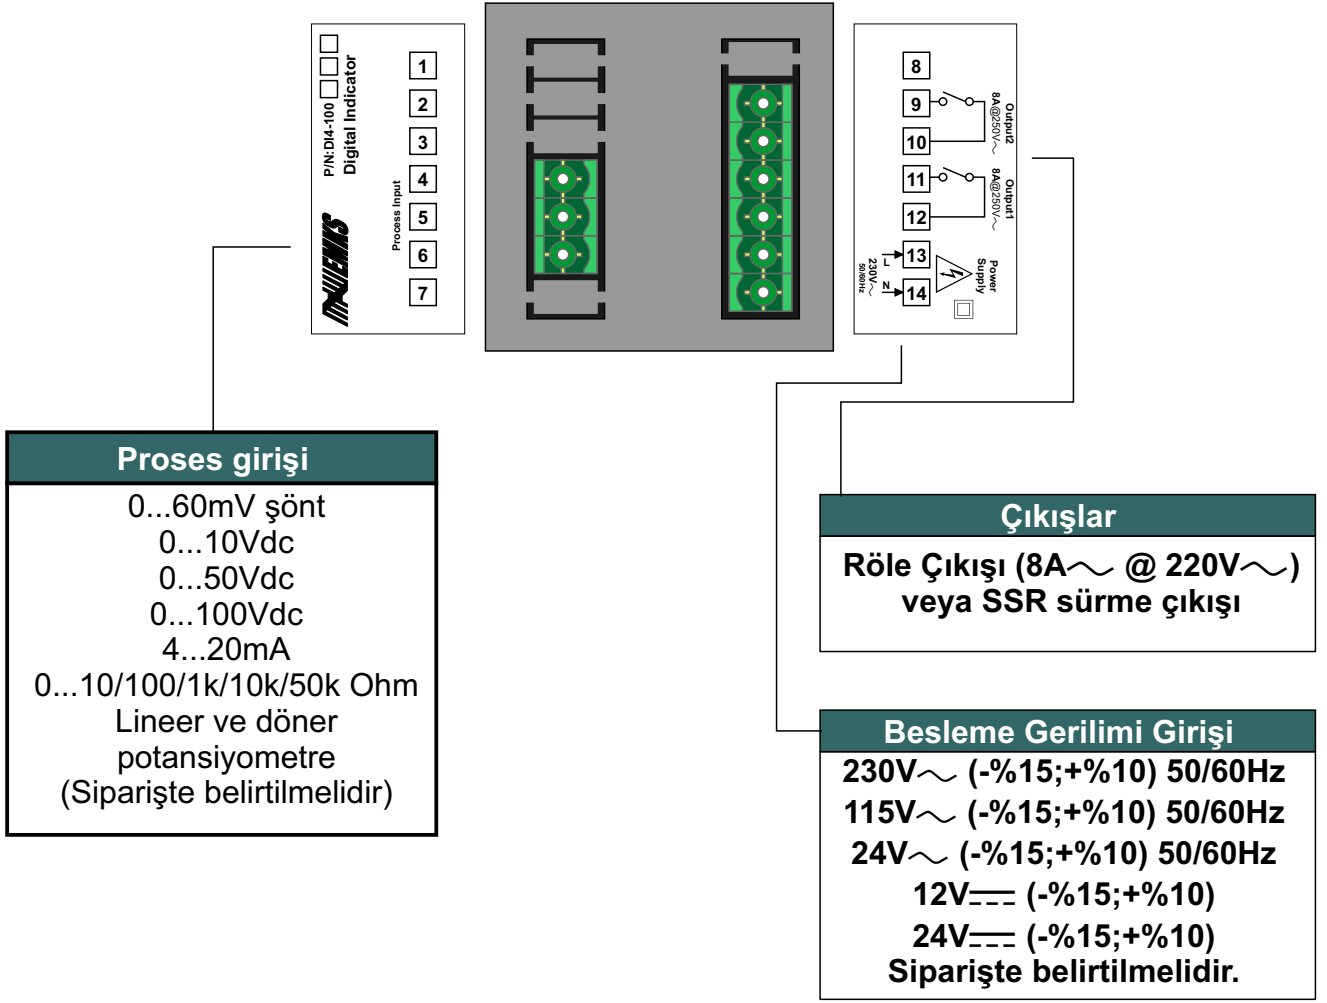 P/N:DI4-100
Digital Indicator
Process Input
EMKS
1
2
3
4
5
6
7
8
9
10
11
12
13
14
Output2
8A@250V～
Output1
8A@250V～
Power
Supply
L
N
230V～
50/60Hz
Proses girişi
0...60mV şönt
0...10Vdc
0...50Vdc
0...100Vdc
4...20mA
0...10/100/1k/10k/50k Ohm
Lineer ve döner
potansiyometre
(Siparişte belirtilmelidir)
Çıkışlar
Röle Çıkışı (8A～ @ 220V～)
veya SSR sürme çıkışı
Besleme Gerilimi Girişi
230V～ (-%15;+%10) 50/60Hz
115V～ (-%15;+%10) 50/60Hz
24V～ (-%15;+%10) 50/60Hz
12V⎓ (-%15;+%10)
24V⎓ (-%15;+%10)
Siparişte belirtilmelidir.